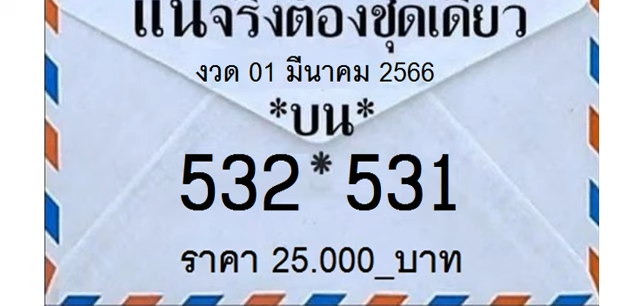 แน่จริงต้องชุดเดียว
งวด 01 มีนาคม 2566
*บน*
532*531
ราคา 25.000_บาท